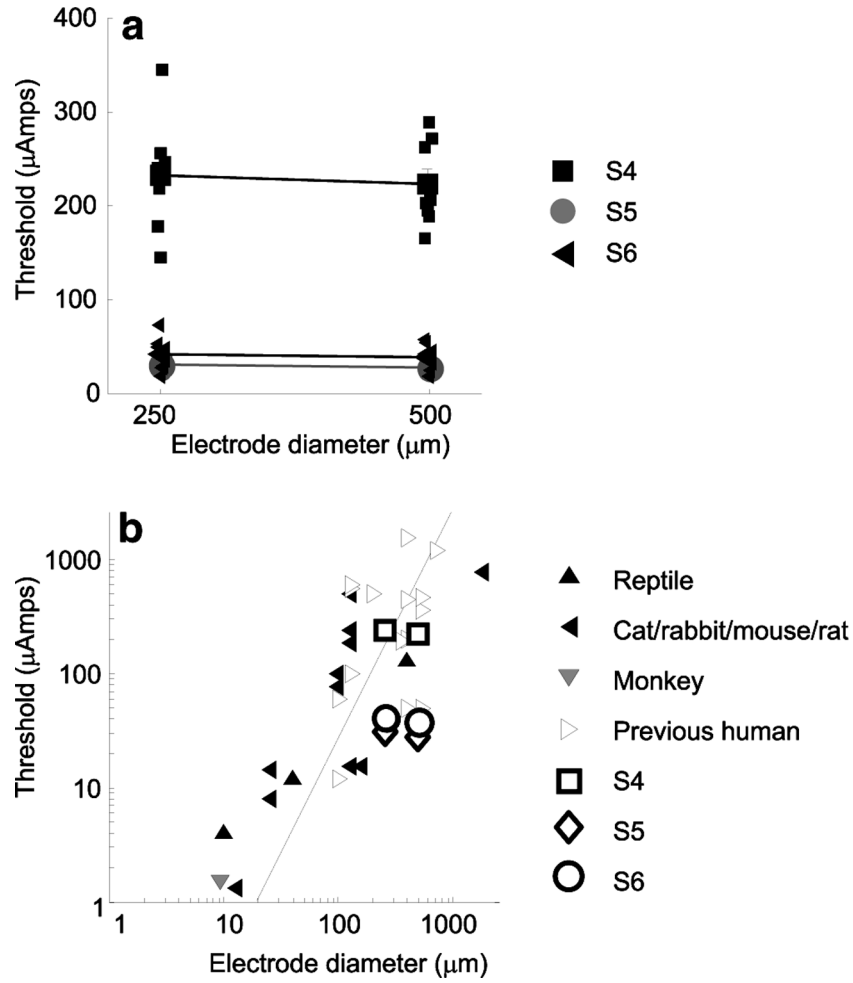 a
400
300
200
100
0
Threshold (μAmps)
250
500
Electrode diameter (μm)
S4
S5
S6
b
1000
100
10
1
Threshold (μAmps)
1
10
100
1000
Electrode diameter (μm)
Reptile
Cat/rabbit/mouse/rat
Monkey
Previous human
S4
S5
S6